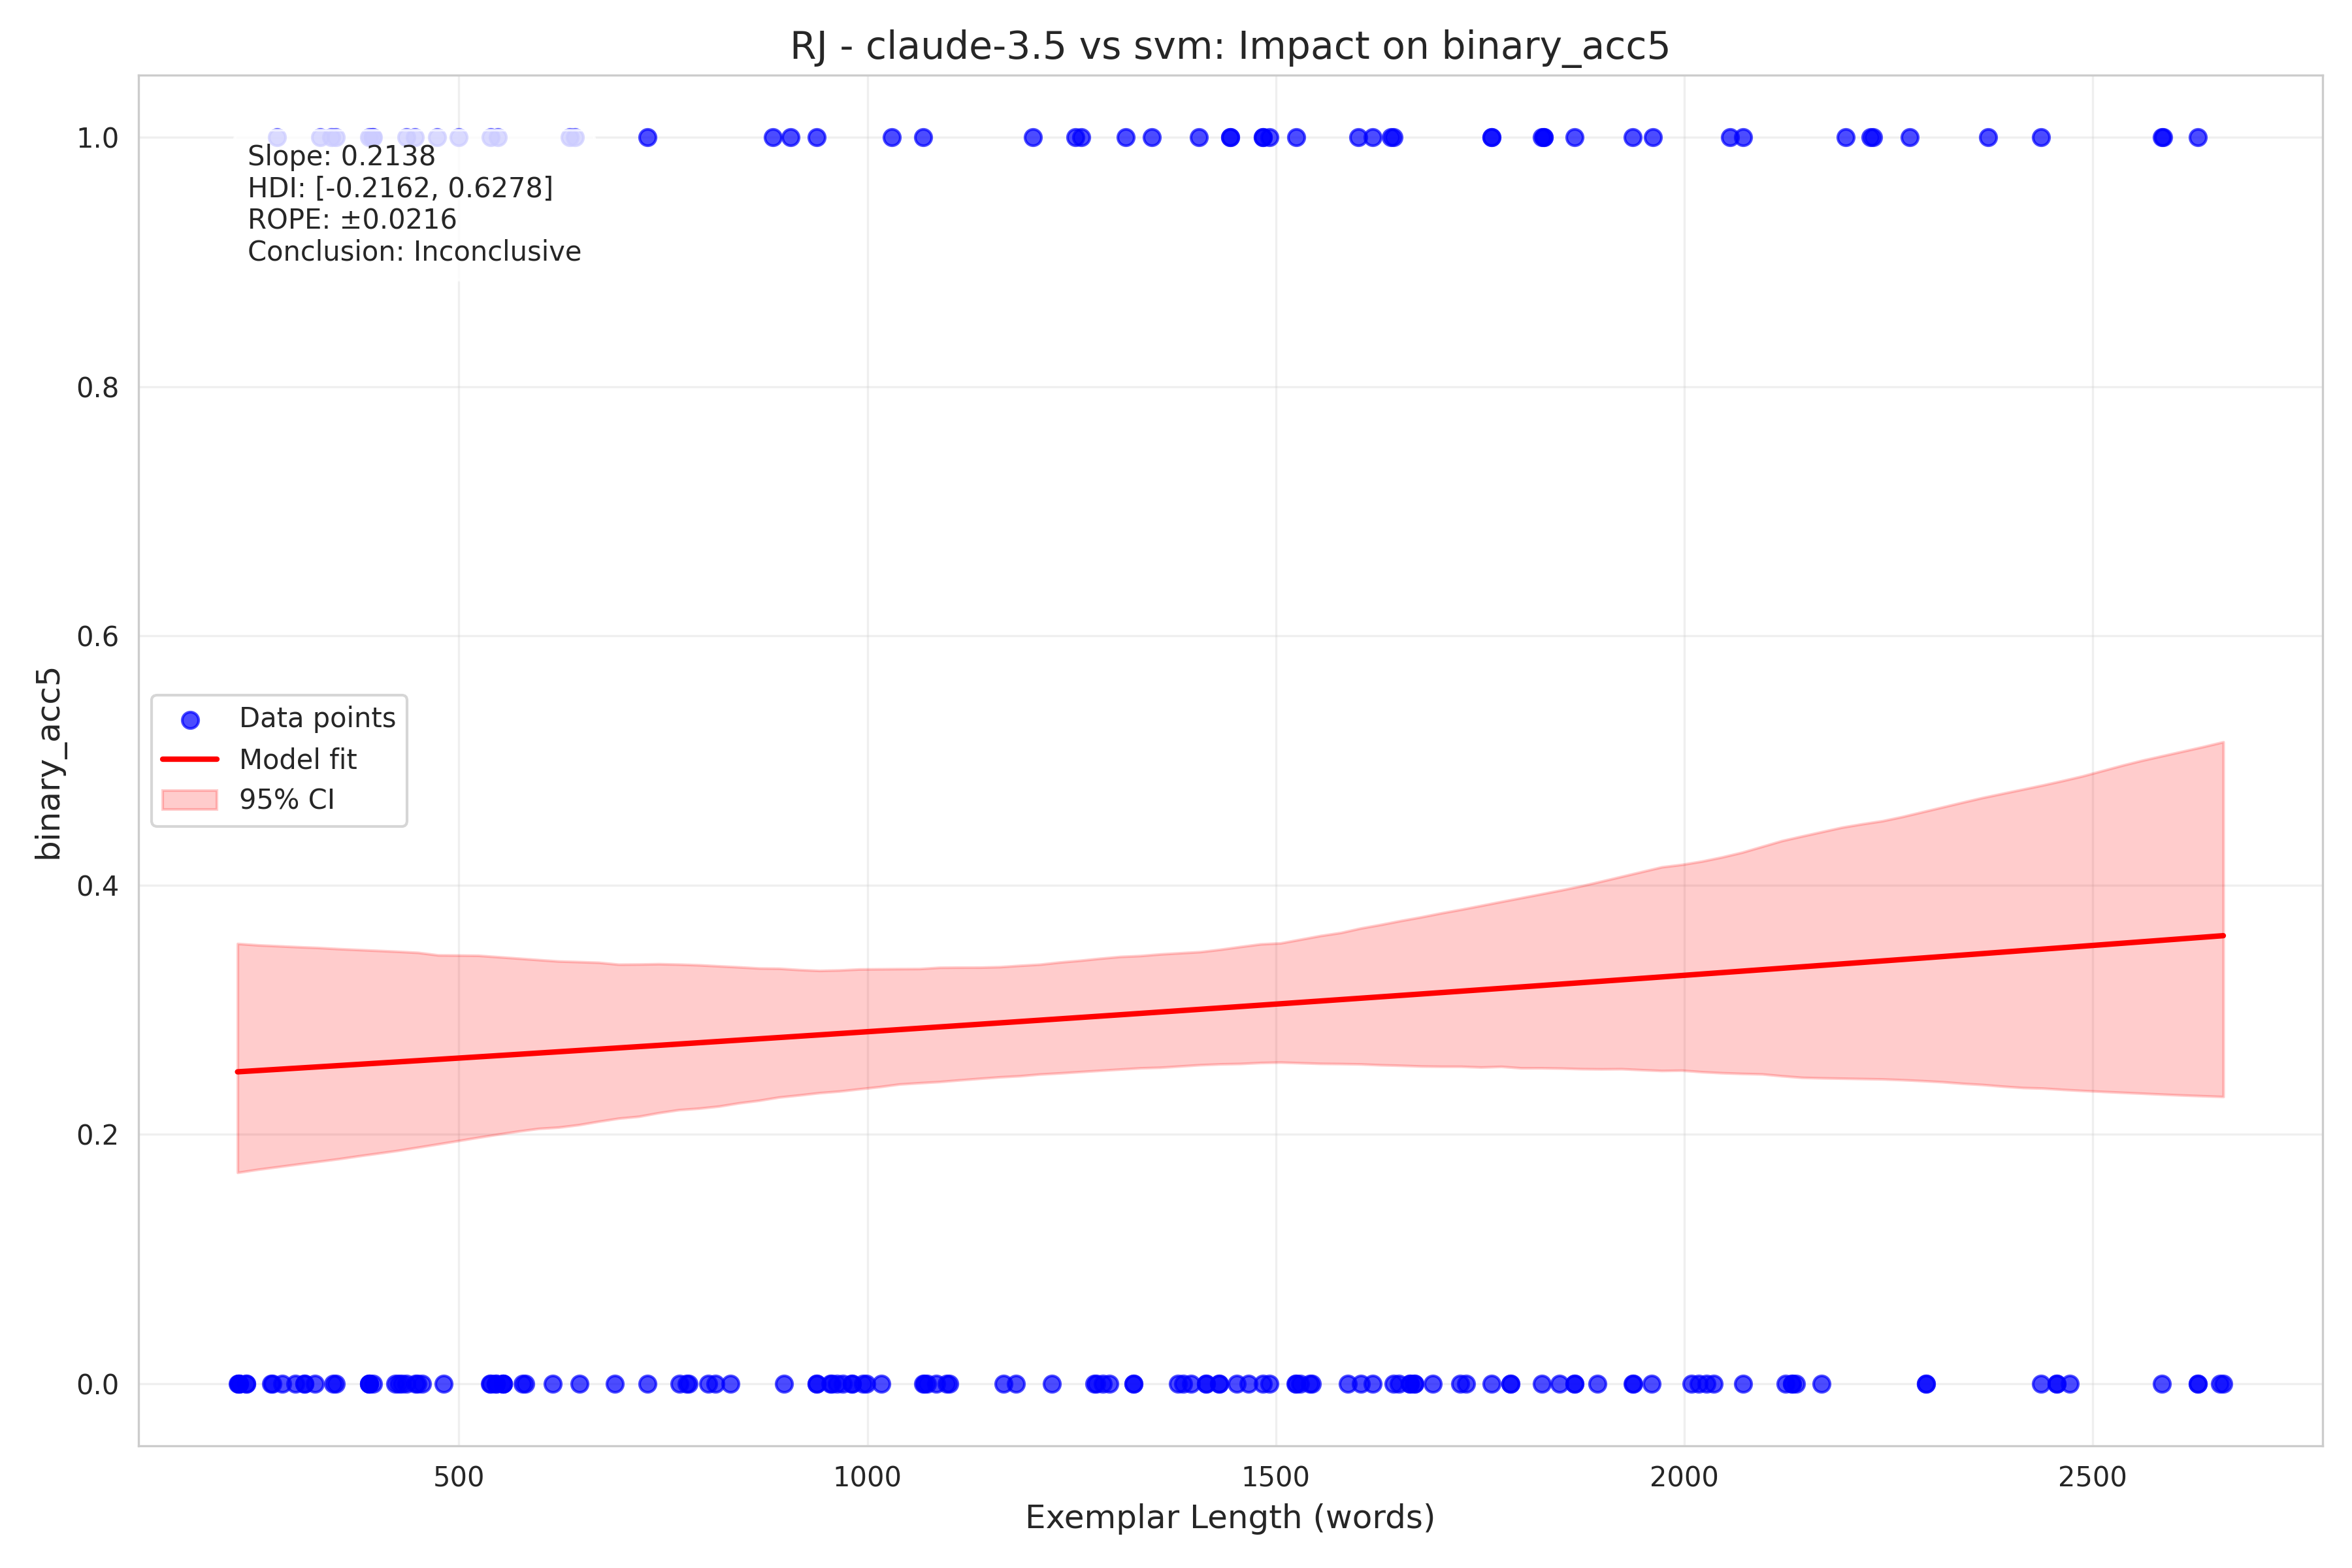 RJ - claude-3.5 vs svm: Impact on binary_acc5
1.0
Slope: 0.2138
HDI: [-0.2162, 0.6278]
ROPE: ±0.0216
Conclusion: Inconclusive
0.8
0.6
binary_acc5
Data points
Model fit
95% CI
0.4
0.2
0.0
500
1000
1500
2000
2500
Exemplar Length (words)